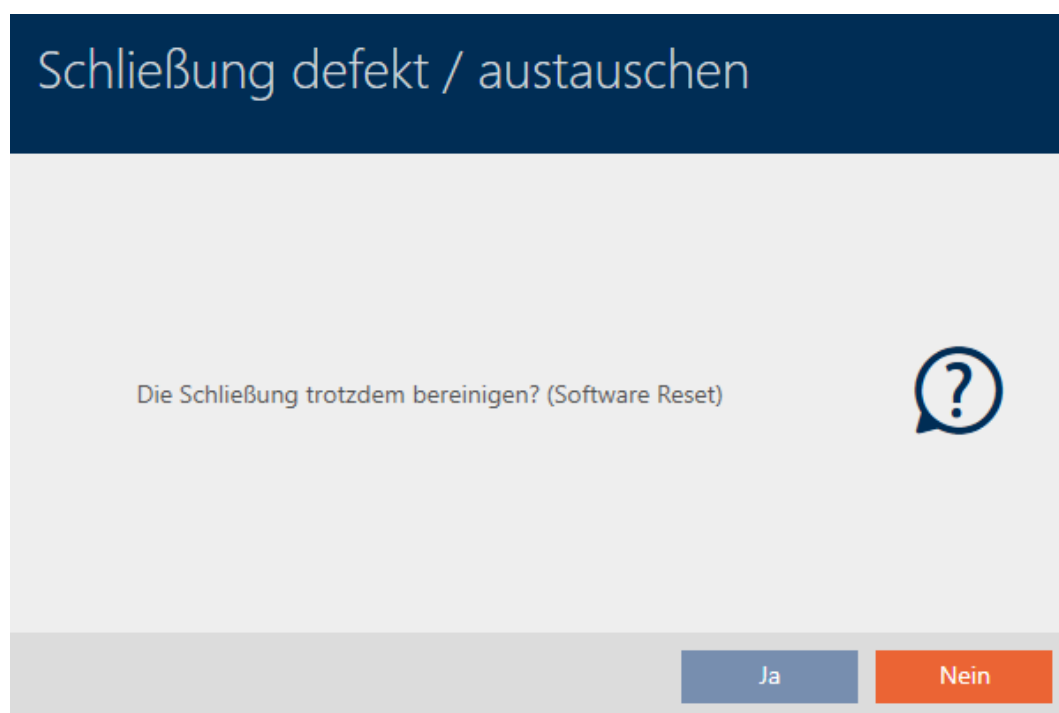 Schließung defekt / austauschen
Die Schließung trotzdem bereinigen? (Software Reset)
?
Ja
Nein